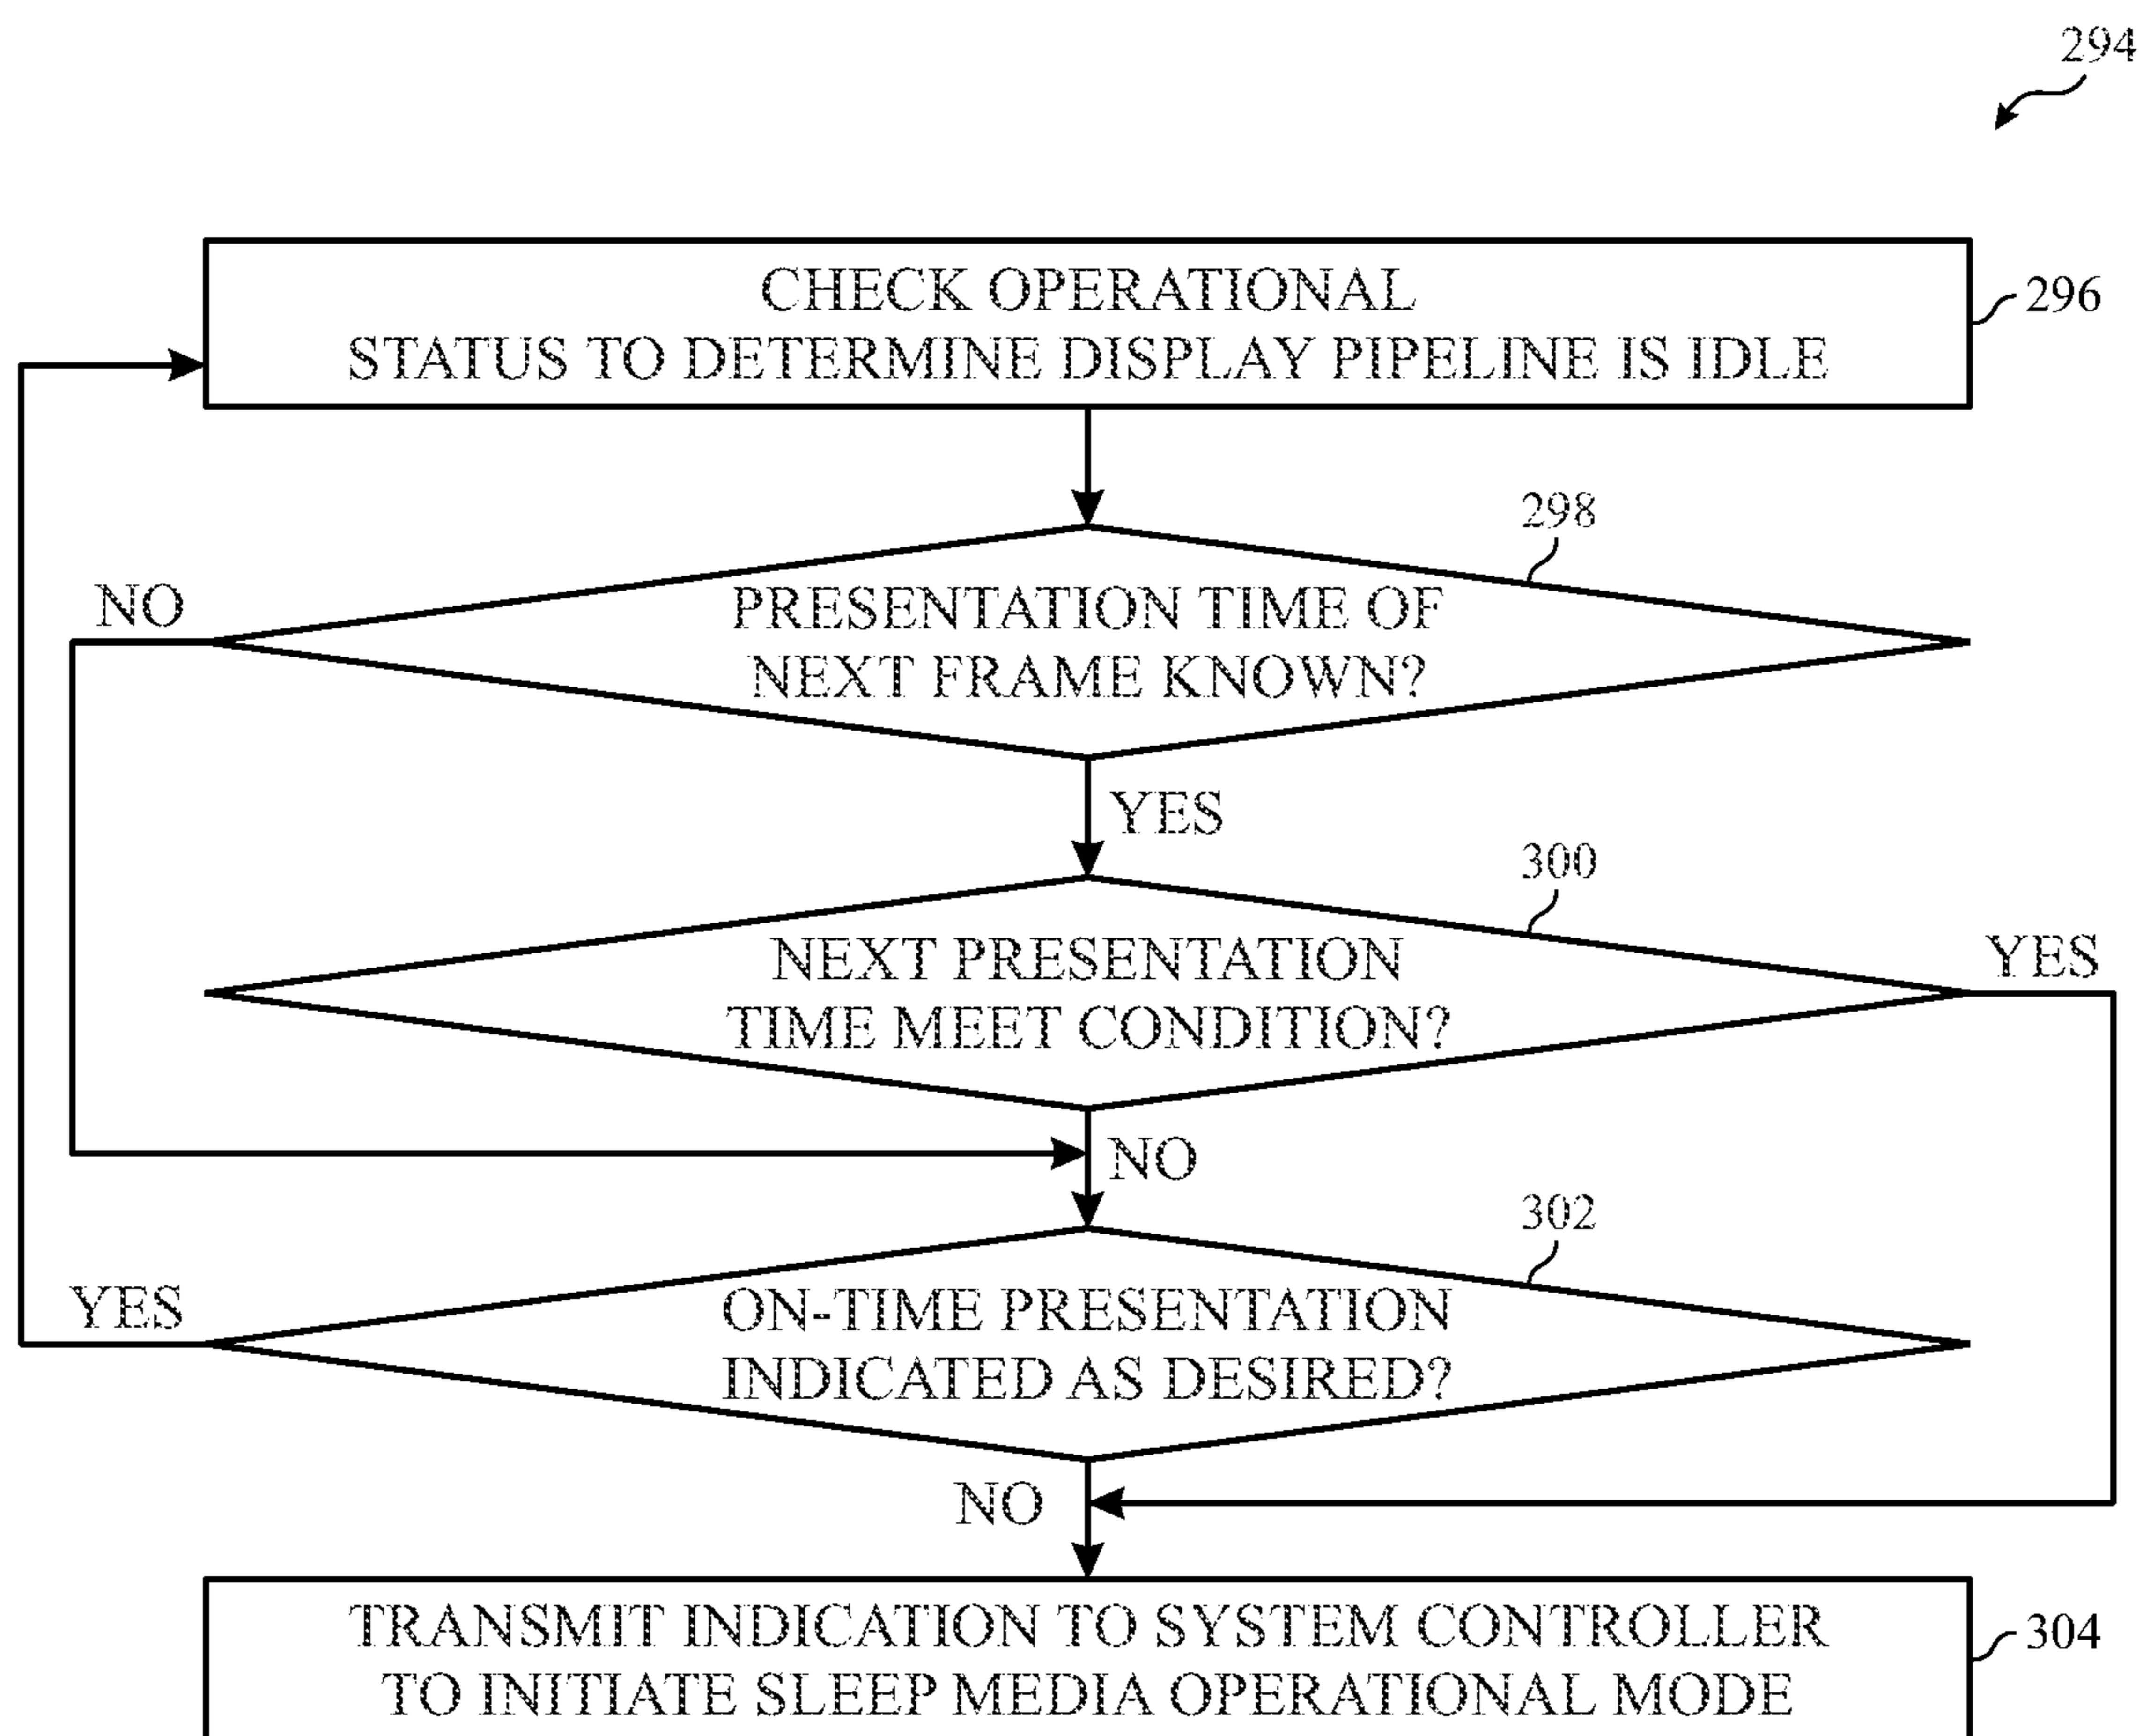 294
CHECK OPERATIONAL
STATUS TO DETERMINE DISPLAY PIPELINE IS IDLE
296
298
NO
PRESENTATION TIME OF
NEXT FRAME KNOWN?
YES
300
NEXT PRESENTATION
TIME MEET CONDITION?
YES
NO
302
YES
ON-TIME PRESENTATION
INDICATED AS DESIRED?
NO
TRANSMIT INDICATION TO SYSTEM CONTROLLER
TO INITIATE SLEEP MEDIA OPERATIONAL MODE
304